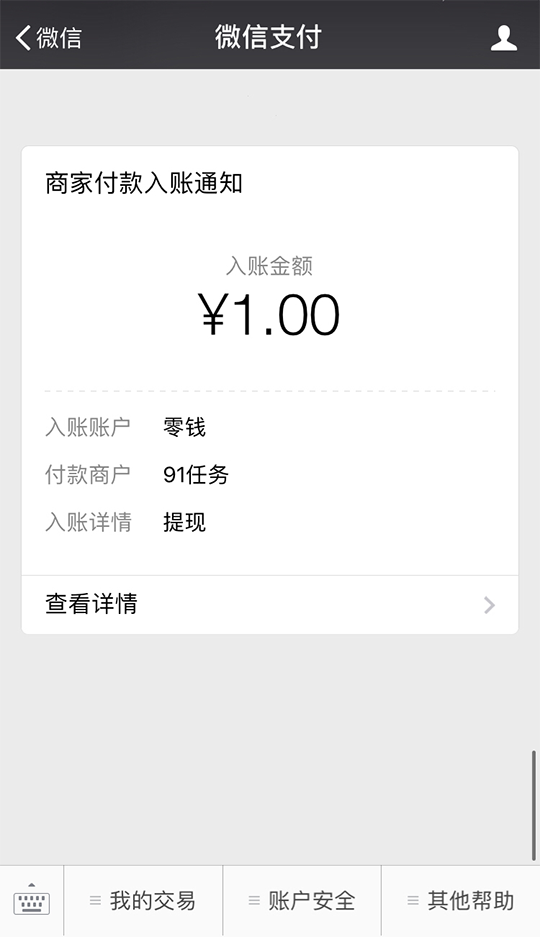 微信
微信支付
商家付款入账通知
入账金额
¥1.00
入账账户 零钱
付款商户 91任务
入账详情 提现
查看详情
我的交易 账户安全 其他帮助